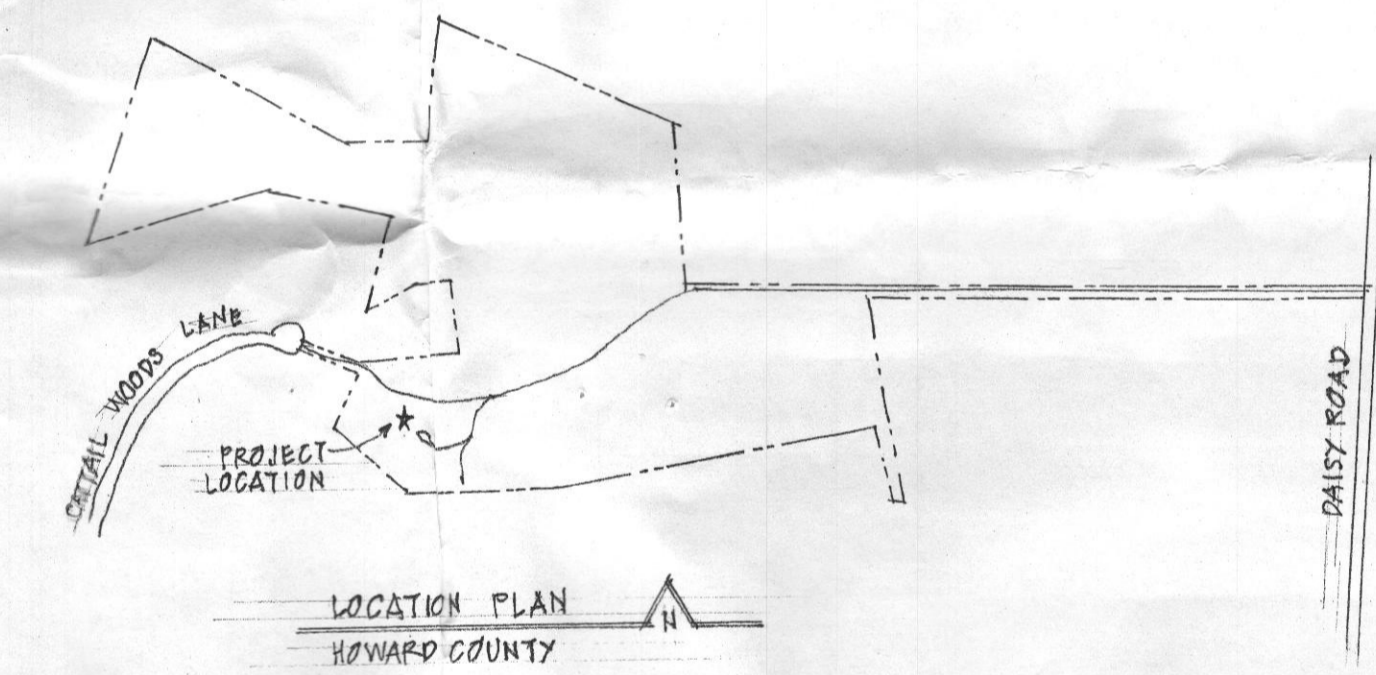 CATTAIL WOODS LANE
PROJECT
LOCATION
DAISY ROAD
LOCATION PLAN
N
HOWARD COUNTY